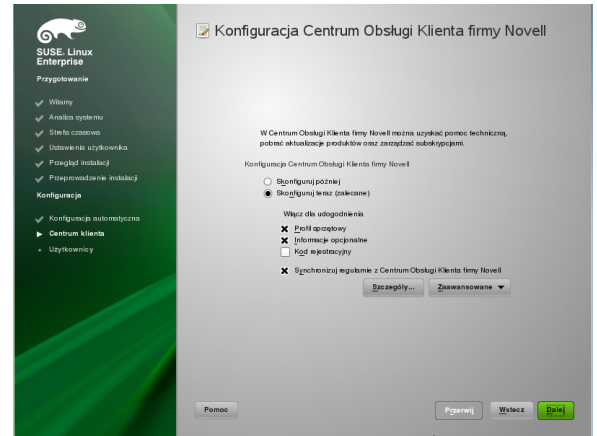 SUSE. Linux
Enterprise
Przygotowanie
Witamy
Analiza systemu
Strefa czasowa
Ustawienia użytkownika
Przegląd instalacji
Przeprowadzenie instalacji
Konfiguracja
Konfiguracja automatyczna
Centrum klienta
Użytkownicy
Konfiguracja Centrum Obsługi Klienta firmy Novell
W Centrum Obsługi Klienta firmy Novell można uzyskać pomoc techniczną,
pobrać aktualizacje produktów oraz zarządzać subskrypcjami.
Konfiguracja Centrum Obsługi Klienta firmy Novell
Skonfiguruj później
Skonfiguruj teraz (zalecane)
Włącz dla udogodnienia
Profil sprzętowy
Informacje opcjonalne
Kod rejestracyjny
Synchronizuj regularnie z Centrum Obsługi Klienta firmy Novell
Szczegóły... Zaawansowane
Pomoc Przerwij Wstecz Dalej